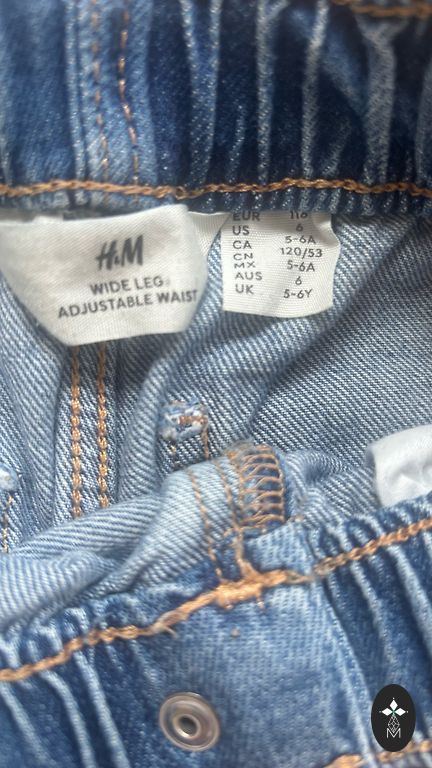 H&M
WIDE LEG
ADJUSTABLE WAIST
EUR 116
US 6
CA 5-6A
CN 120/53
MX 5-6A
AUS 6
UK 5-6Y
M